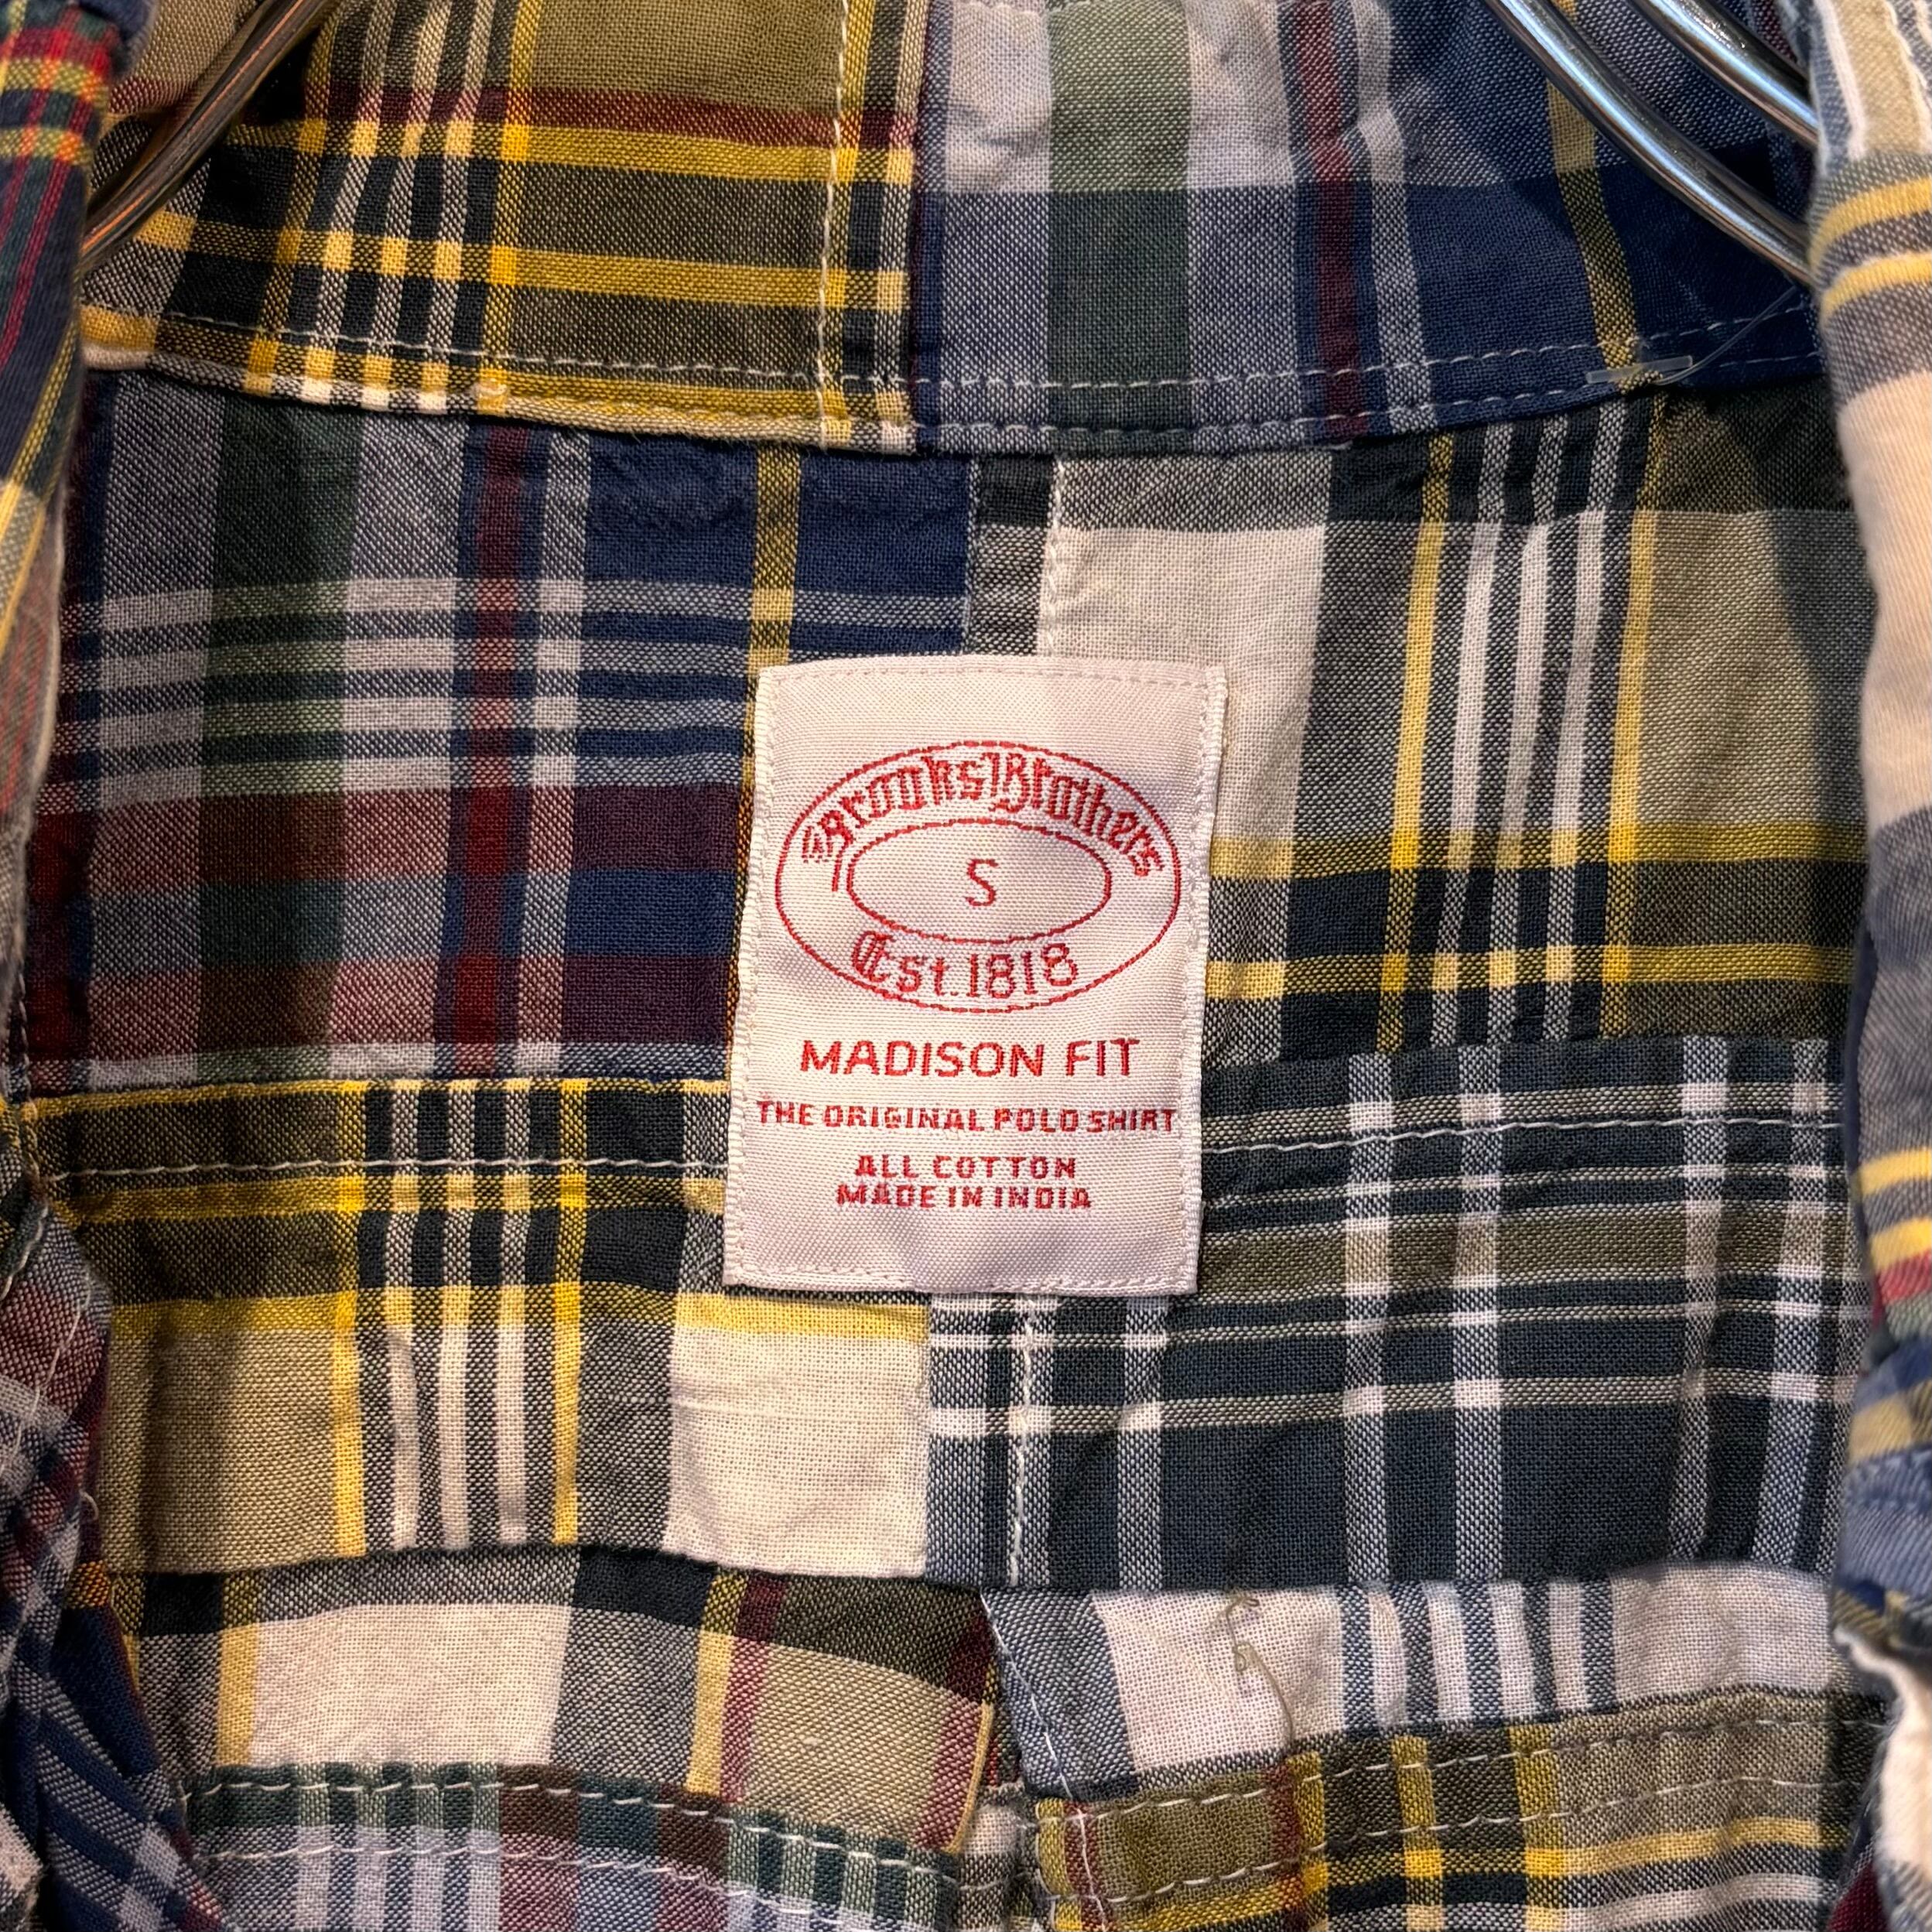 Brooks Brothers
S
Est. 1818
MADISON FIT
THE ORIGINAL POLO SHIRT
ALL COTTON
MADE IN INDIA